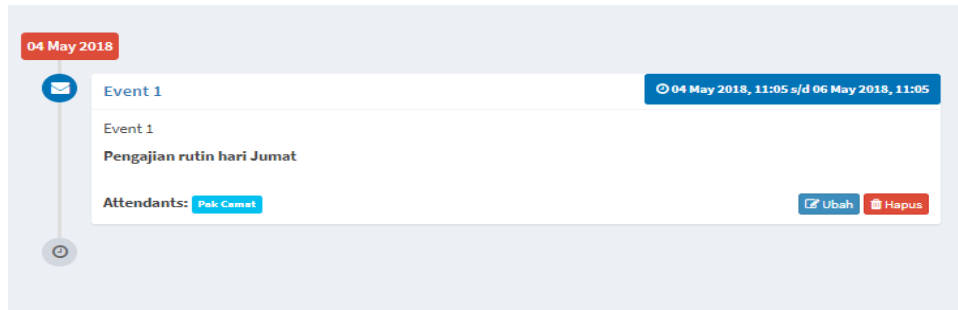 04 May 2018
Event 1
04 May 2018, 11:05 s/d 06 May 2018, 11:05
Event 1
Pengajian rutin hari Jumat
Attendants: Pak Camat
Ubah
Hapus